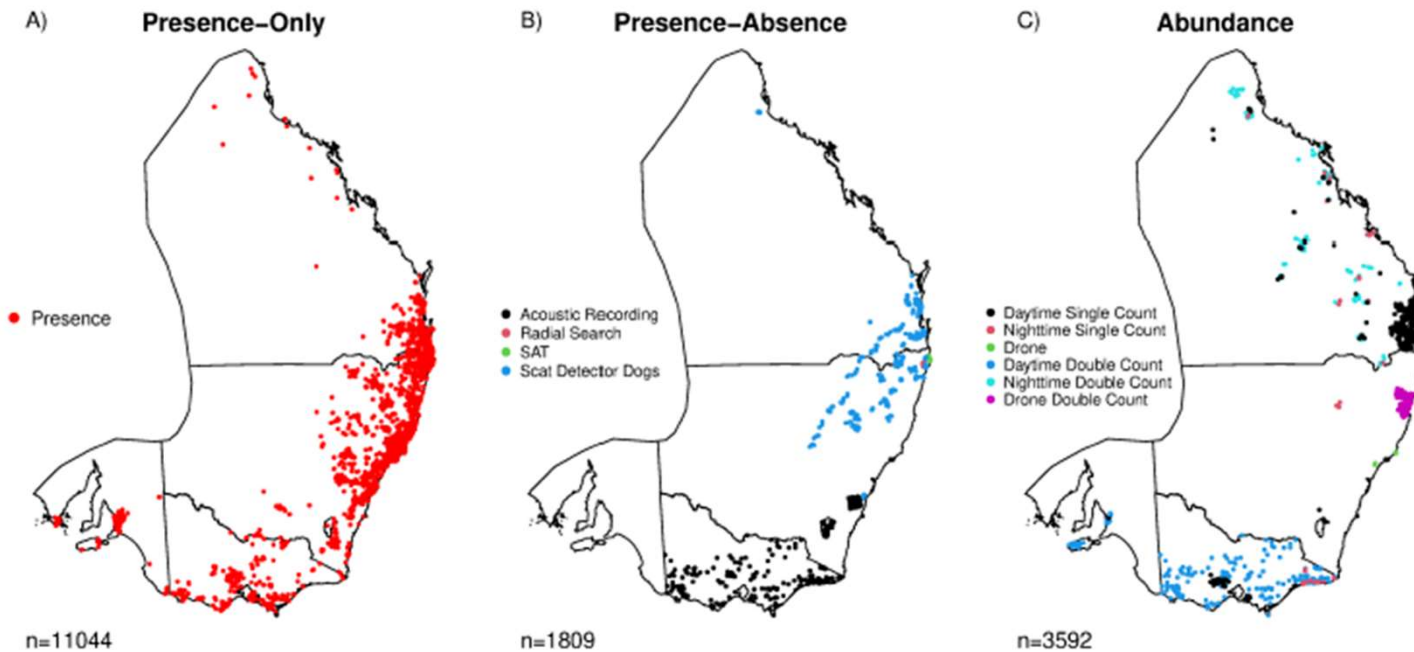 A) Presence-Only
B) Presence-Absence
C) Abundance
Presence
Acoustic Recording
Radial Search
SAT
Scat Detector Dogs
Daytime Single Count
Nighttime Single Count
Drone
Daytime Double Count
Nighttime Double Count
Drone Double Count
n=11044
n=1809
n=3592